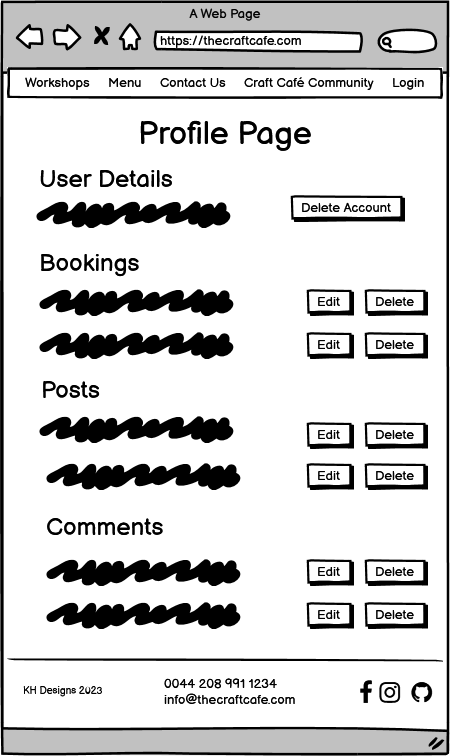 A Web Page
https://thecraftcafe.com
Workshops Menu Contact Us Craft Café Community Login
Profile Page
User Details
Delete Account
Bookings
Edit Delete
Edit Delete
Posts
Edit Delete
Edit Delete
Comments
Edit Delete
Edit Delete
KH Designs 2023
0044 208 991 1234
info@thecraftcafe.com